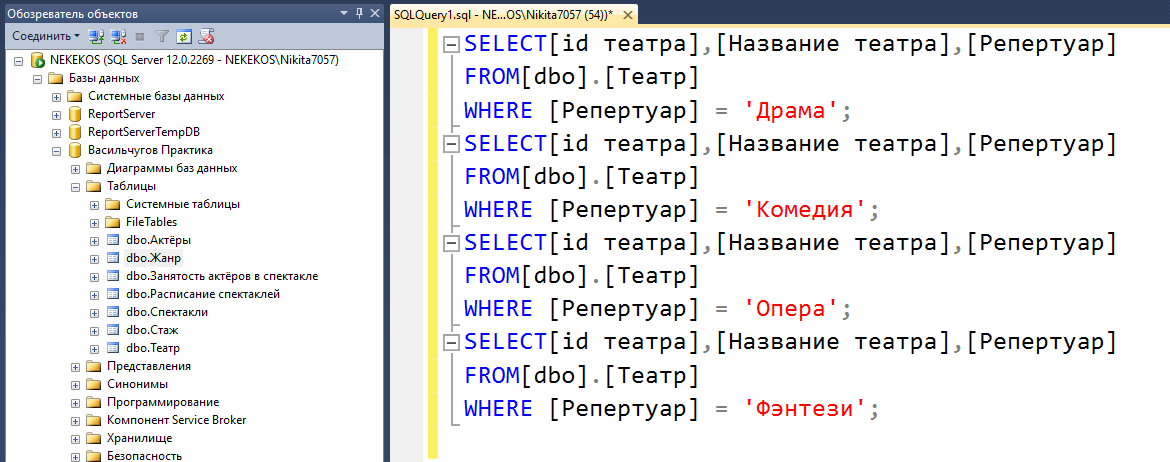 Обозреватель объектов
Соединить
NEKEKOS (SQL Server 12.0.2269 - NEKEKOS\Nikita7057)
Базы данных
Системные базы данных
ReportServer
ReportServerTempDB
Васильчугов Практика
Диаграммы баз данных
Таблицы
Системные таблицы
FileTables
dbo.Актёры
dbo.Жанр
dbo.Занятость актёров в спектакле
dbo.Расписание спектаклей
dbo.Спектакли
dbo.Стаж
dbo.Театр
Представления
Синонимы
Программирование
Компонент Service Broker
Хранилище
Безопасность
SQLQuery1.sql - NE...OS\Nikita7057 (54))*
SELECT[id театра],[Название театра],[Репертуар]
FROM[dbo].[Театр]
WHERE [Репертуар] = 'Драма';
SELECT[id театра],[Название театра],[Репертуар]
FROM[dbo].[Театр]
WHERE [Репертуар] = 'Комедия';
SELECT[id театра],[Название театра],[Репертуар]
FROM[dbo].[Театр]
WHERE [Репертуар] = 'Опера';
SELECT[id театра],[Название театра],[Репертуар]
FROM[dbo].[Театр]
WHERE [Репертуар] = 'Фэнтези';